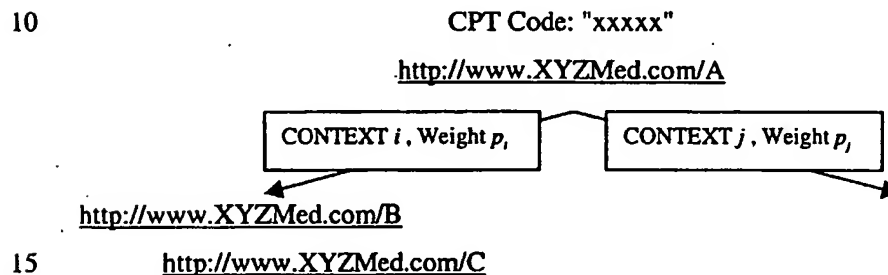 10 CPT Code: "xxxxx"
http://www.XYZMed.com/A
CONTEXT i, Weight pᵢ CONTEXT j, Weight pⱼ
http://www.XYZMed.com/B
15 http://www.XYZMed.com/C